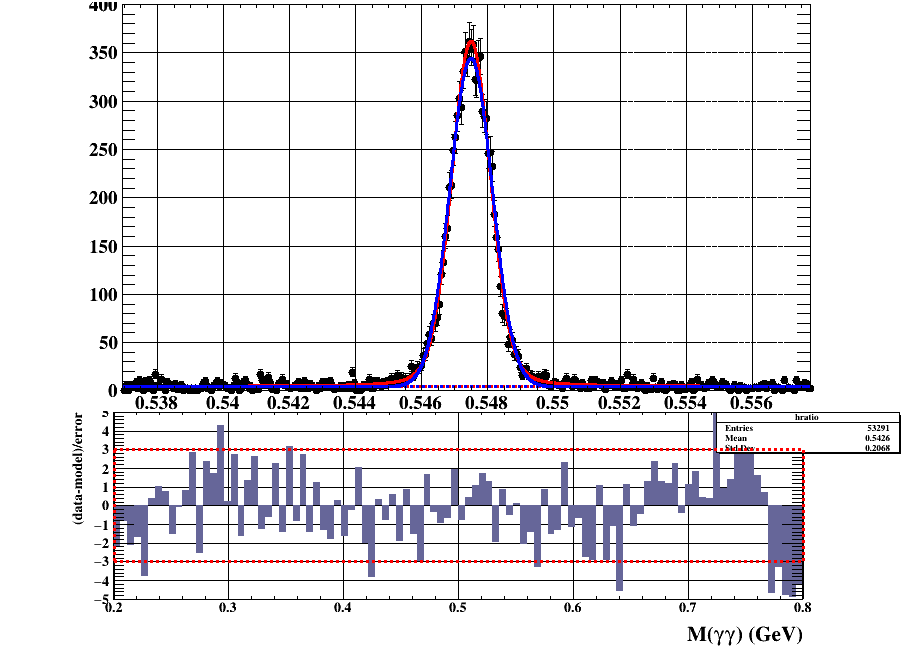 400
350
300
250
200
150
100
50
0
0.538 0.54 0.542 0.544 0.546 0.548 0.55 0.552 0.554 0.556
(data-model)/error
5
4
3
2
1
0
−1
−2
−3
−4
−5
hratio
Entries 53291
Mean 0.5426
Std Dev 0.2068
0.2 0.3 0.4 0.5 0.6 0.7 0.8
M(γγ) (GeV)